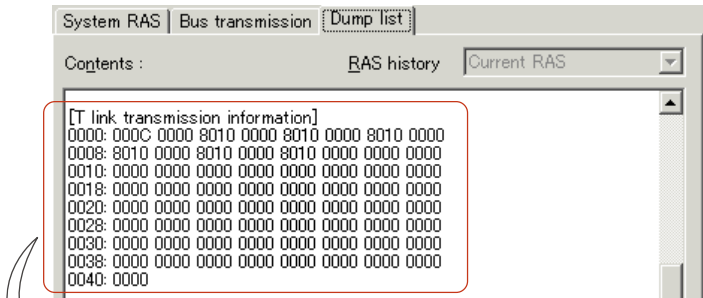 System RAS Bus transmission Dump list
Contents : RAS history Current RAS
[T link transmission information]
0000: 000C 0000 8010 0000 8010 0000 8010 0000
0008: 8010 0000 8010 0000 8010 0000 0000 0000
0010: 0000 0000 0000 0000 0000 0000 0000 0000
0018: 0000 0000 0000 0000 0000 0000 0000 0000
0020: 0000 0000 0000 0000 0000 0000 0000 0000
0028: 0000 0000 0000 0000 0000 0000 0000 0000
0030: 0000 0000 0000 0000 0000 0000 0000 0000
0038: 0000 0000 0000 0000 0000 0000 0000 0000
0040: 0000